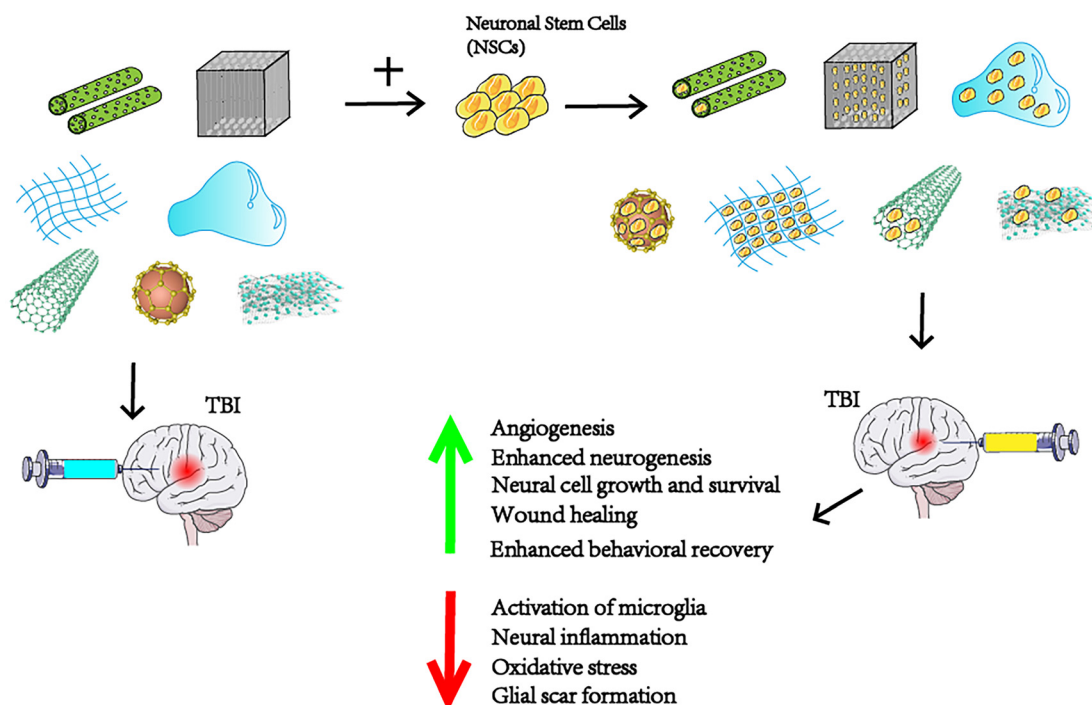 Neuronal Stem Cells
(NSCs)
+
TBI
TBI
Angiogenesis
Enhanced neurogenesis
Neural cell growth and survival
Wound healing
Enhanced behavioral recovery
Activation of microglia
Neural inflammation
Oxidative stress
Glial scar formation